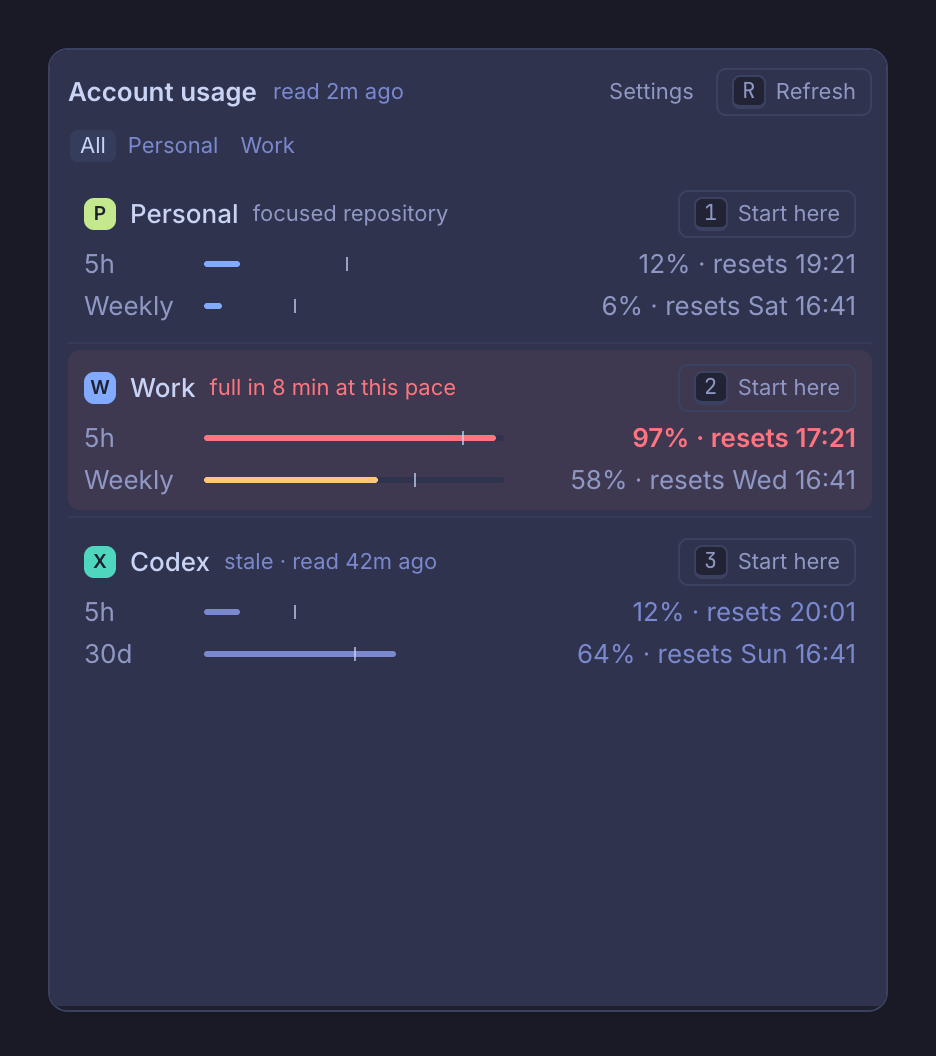 Account usage read 2m ago Settings R Refresh
All Personal Work
P Personal focused repository 1 Start here
5h 12% · resets 19:21
Weekly 6% · resets Sat 16:41
W Work full in 8 min at this pace 2 Start here
5h 97% · resets 17:21
Weekly 58% · resets Wed 16:41
X Codex stale · read 42m ago 3 Start here
5h 12% · resets 20:01
30d 64% · resets Sun 16:41